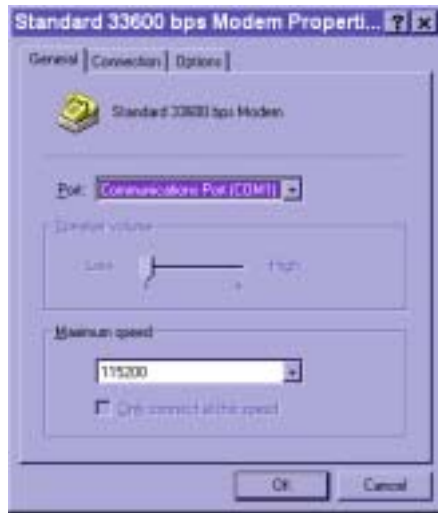 Standard 33600 bps Modem Properti...
General Connection Options
Standard 33600 bps Modem
Port: Communications Port (COM1)
Speaker volume
Low High
Maximum speed
115200
Only connect at this speed
OK Cancel